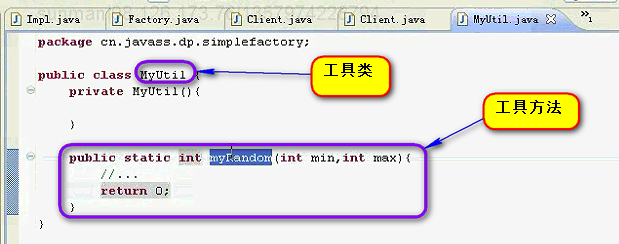 Impl.java
Factory.java
Client.java
Client.java
MyUtil.java
package cn.javass.dp.simplefactory;
public class MyUtil {
工具类
private MyUtil(){
}
工具方法
public static int myRandom(int min,int max){
//...
return 0;
}
}